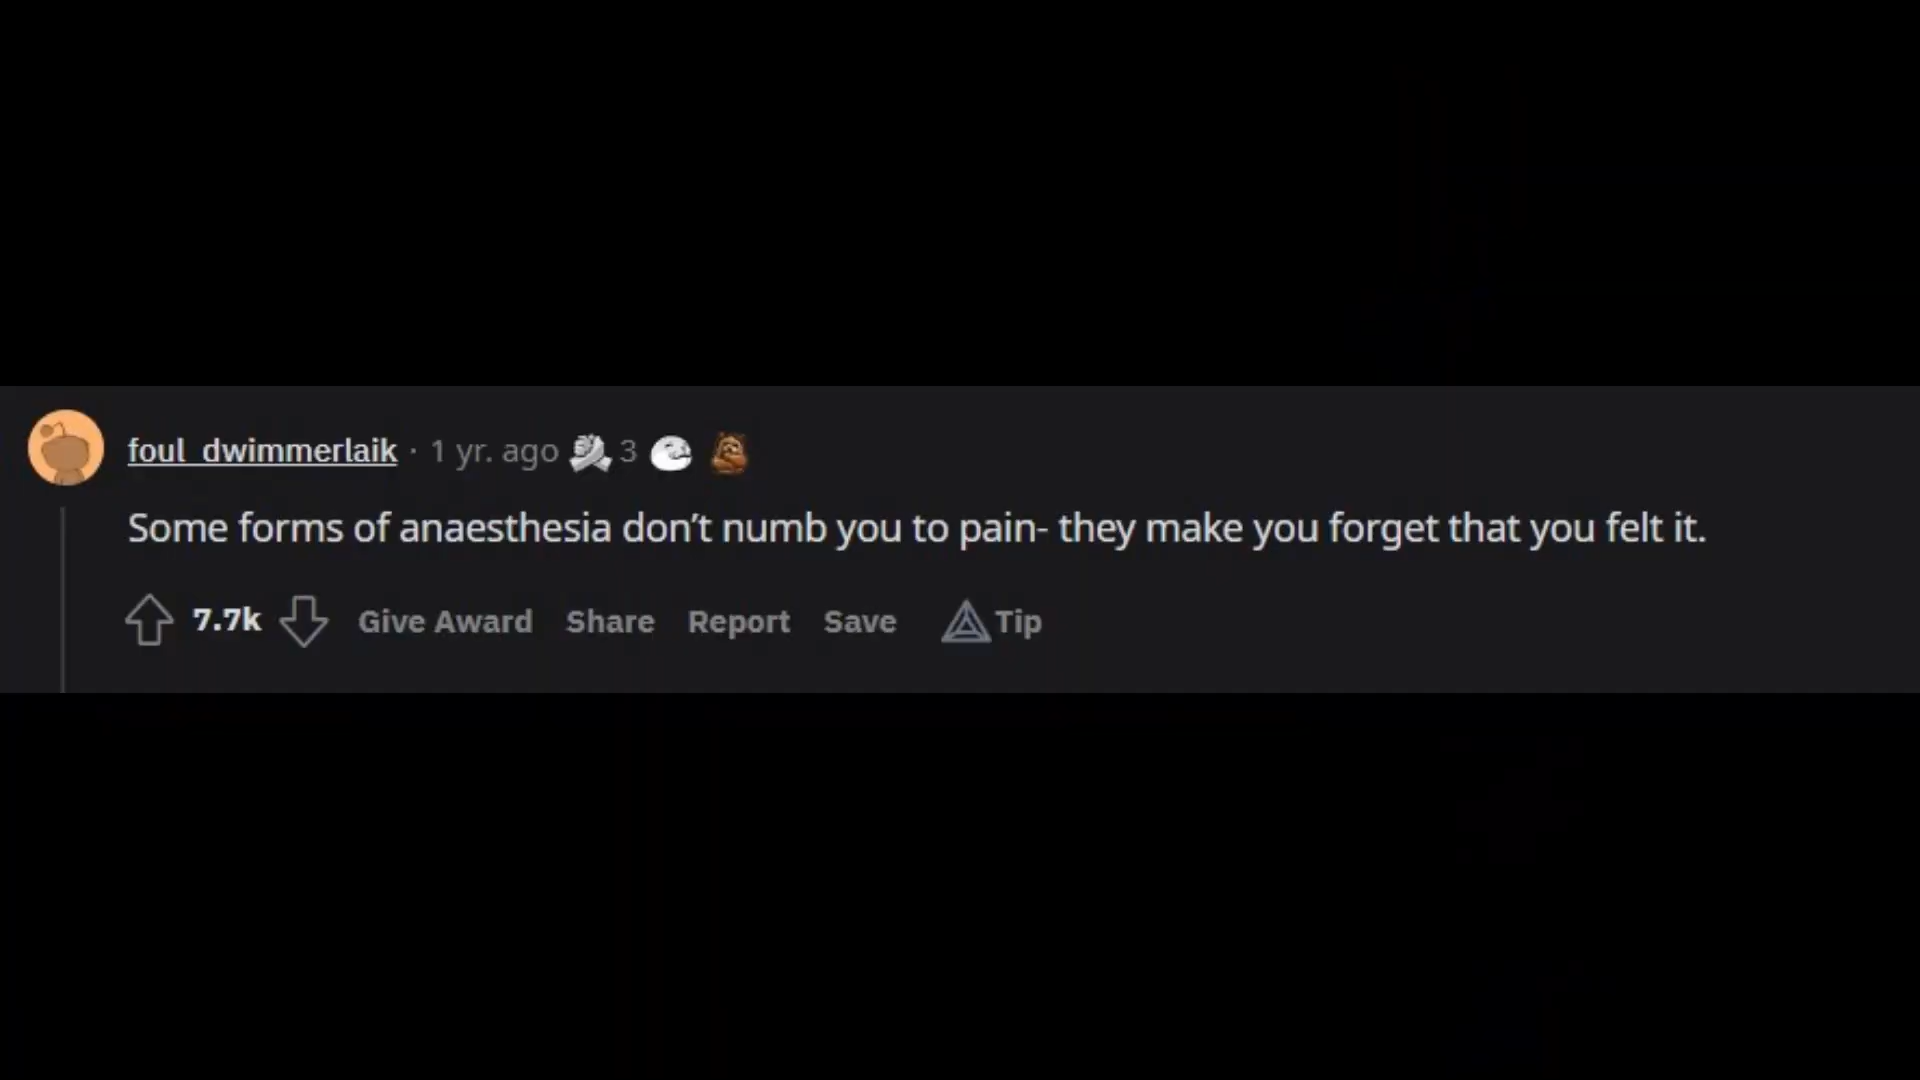 foul_dwimmerlaik · 1 yr. ago 3
Some forms of anaesthesia don’t numb you to pain- they make you forget that you felt it.
7.7k Give Award Share Report Save Tip